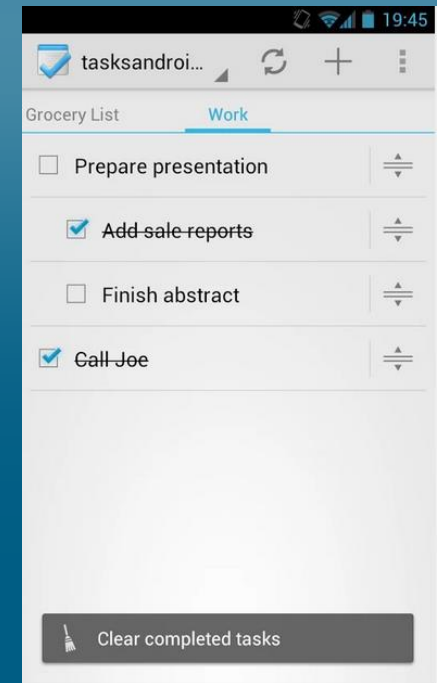 19:45
tasksandroi...
Grocery List Work
Prepare presentation
Add sale reports
Finish abstract
Call Joe
Clear completed tasks